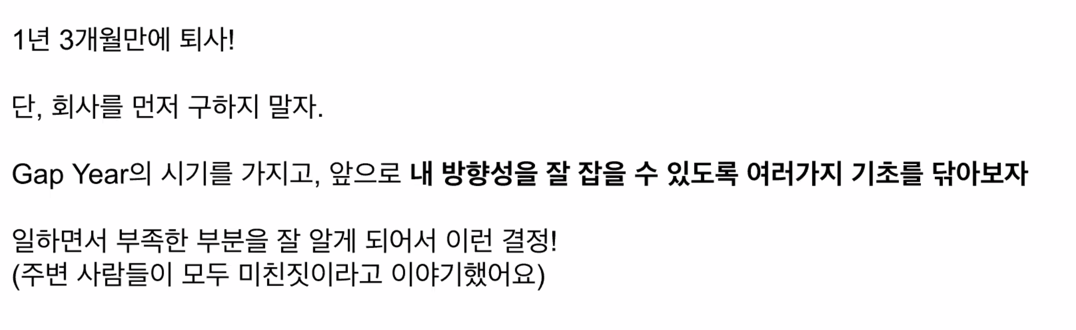 1년 3개월만에 퇴사!
단, 회사를 먼저 구하지 말자.
Gap Year의 시기를 가지고, 앞으로 내 방향성을 잘 잡을 수 있도록 여러가지 기초를 닦아보자
일하면서 부족한 부분을 잘 알게 되어서 이런 결정!
(주변 사람들이 모두 미친짓이라고 이야기했어요)